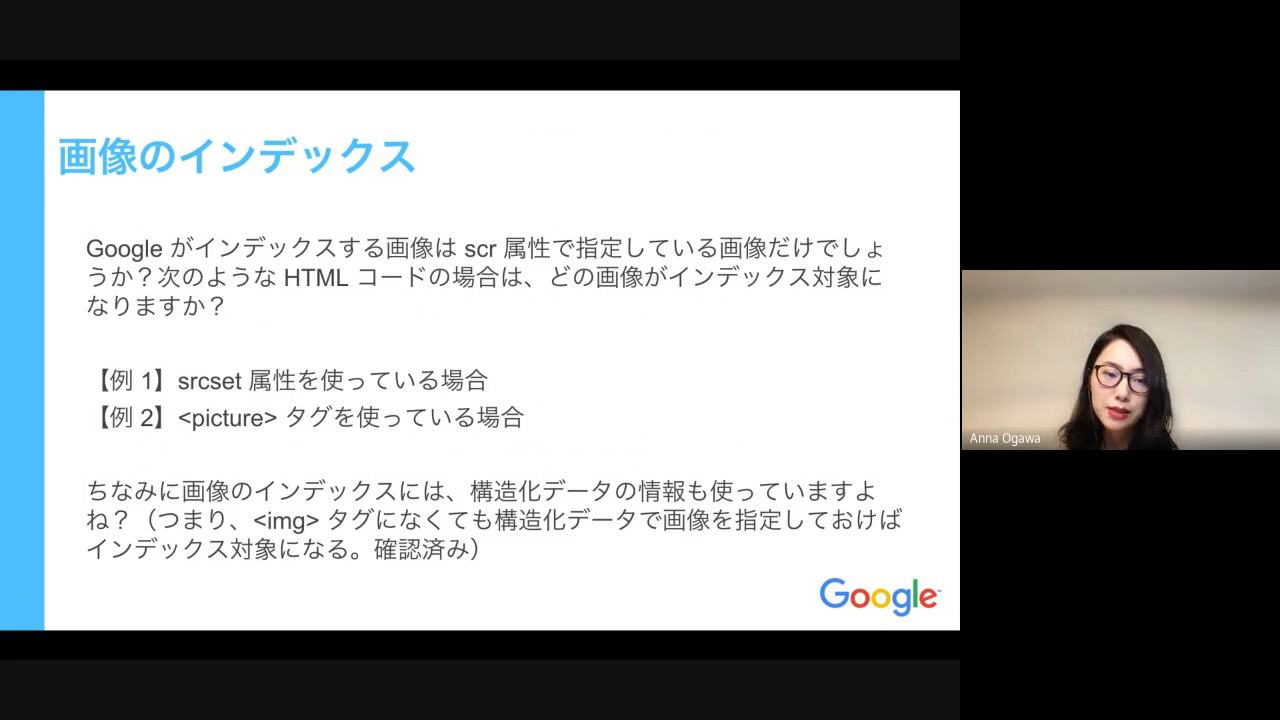 画像のインデックス
Google がインデックスする画像は scr 属性で指定している画像だけでしょ
うか？次のような HTML コードの場合は、どの画像がインデックス対象に
なりますか？
【例 1】srcset 属性を使っている場合
【例 2】<picture> タグを使っている場合
ちなみに画像のインデックスには、構造化データの情報も使っていますよ
ね？（つまり、<img> タグになくても構造化データで画像を指定しておけば
インデックス対象になる。確認済み）
Google
Anna Ogawa